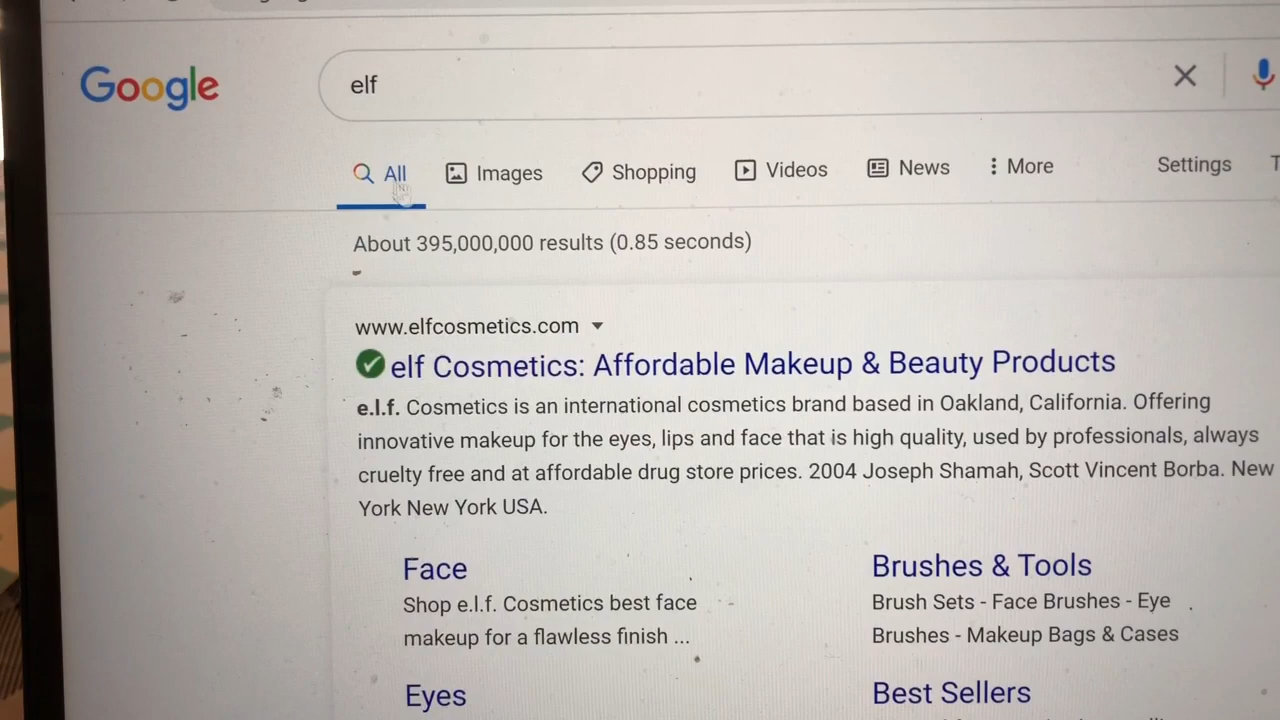 Google
elf
All Images Shopping Videos News More Settings
About 395,000,000 results (0.85 seconds)
www.elfcosmetics.com
elf Cosmetics: Affordable Makeup & Beauty Products
e.l.f. Cosmetics is an international cosmetics brand based in Oakland, California. Offering
innovative makeup for the eyes, lips and face that is high quality, used by professionals, always
cruelty free and at affordable drug store prices. 2004 Joseph Shamah, Scott Vincent Borba. New
York New York USA.
Face
Shop e.l.f. Cosmetics best face
makeup for a flawless finish ...
Brushes & Tools
Brush Sets - Face Brushes - Eye
Brushes - Makeup Bags & Cases
Eyes
Best Sellers